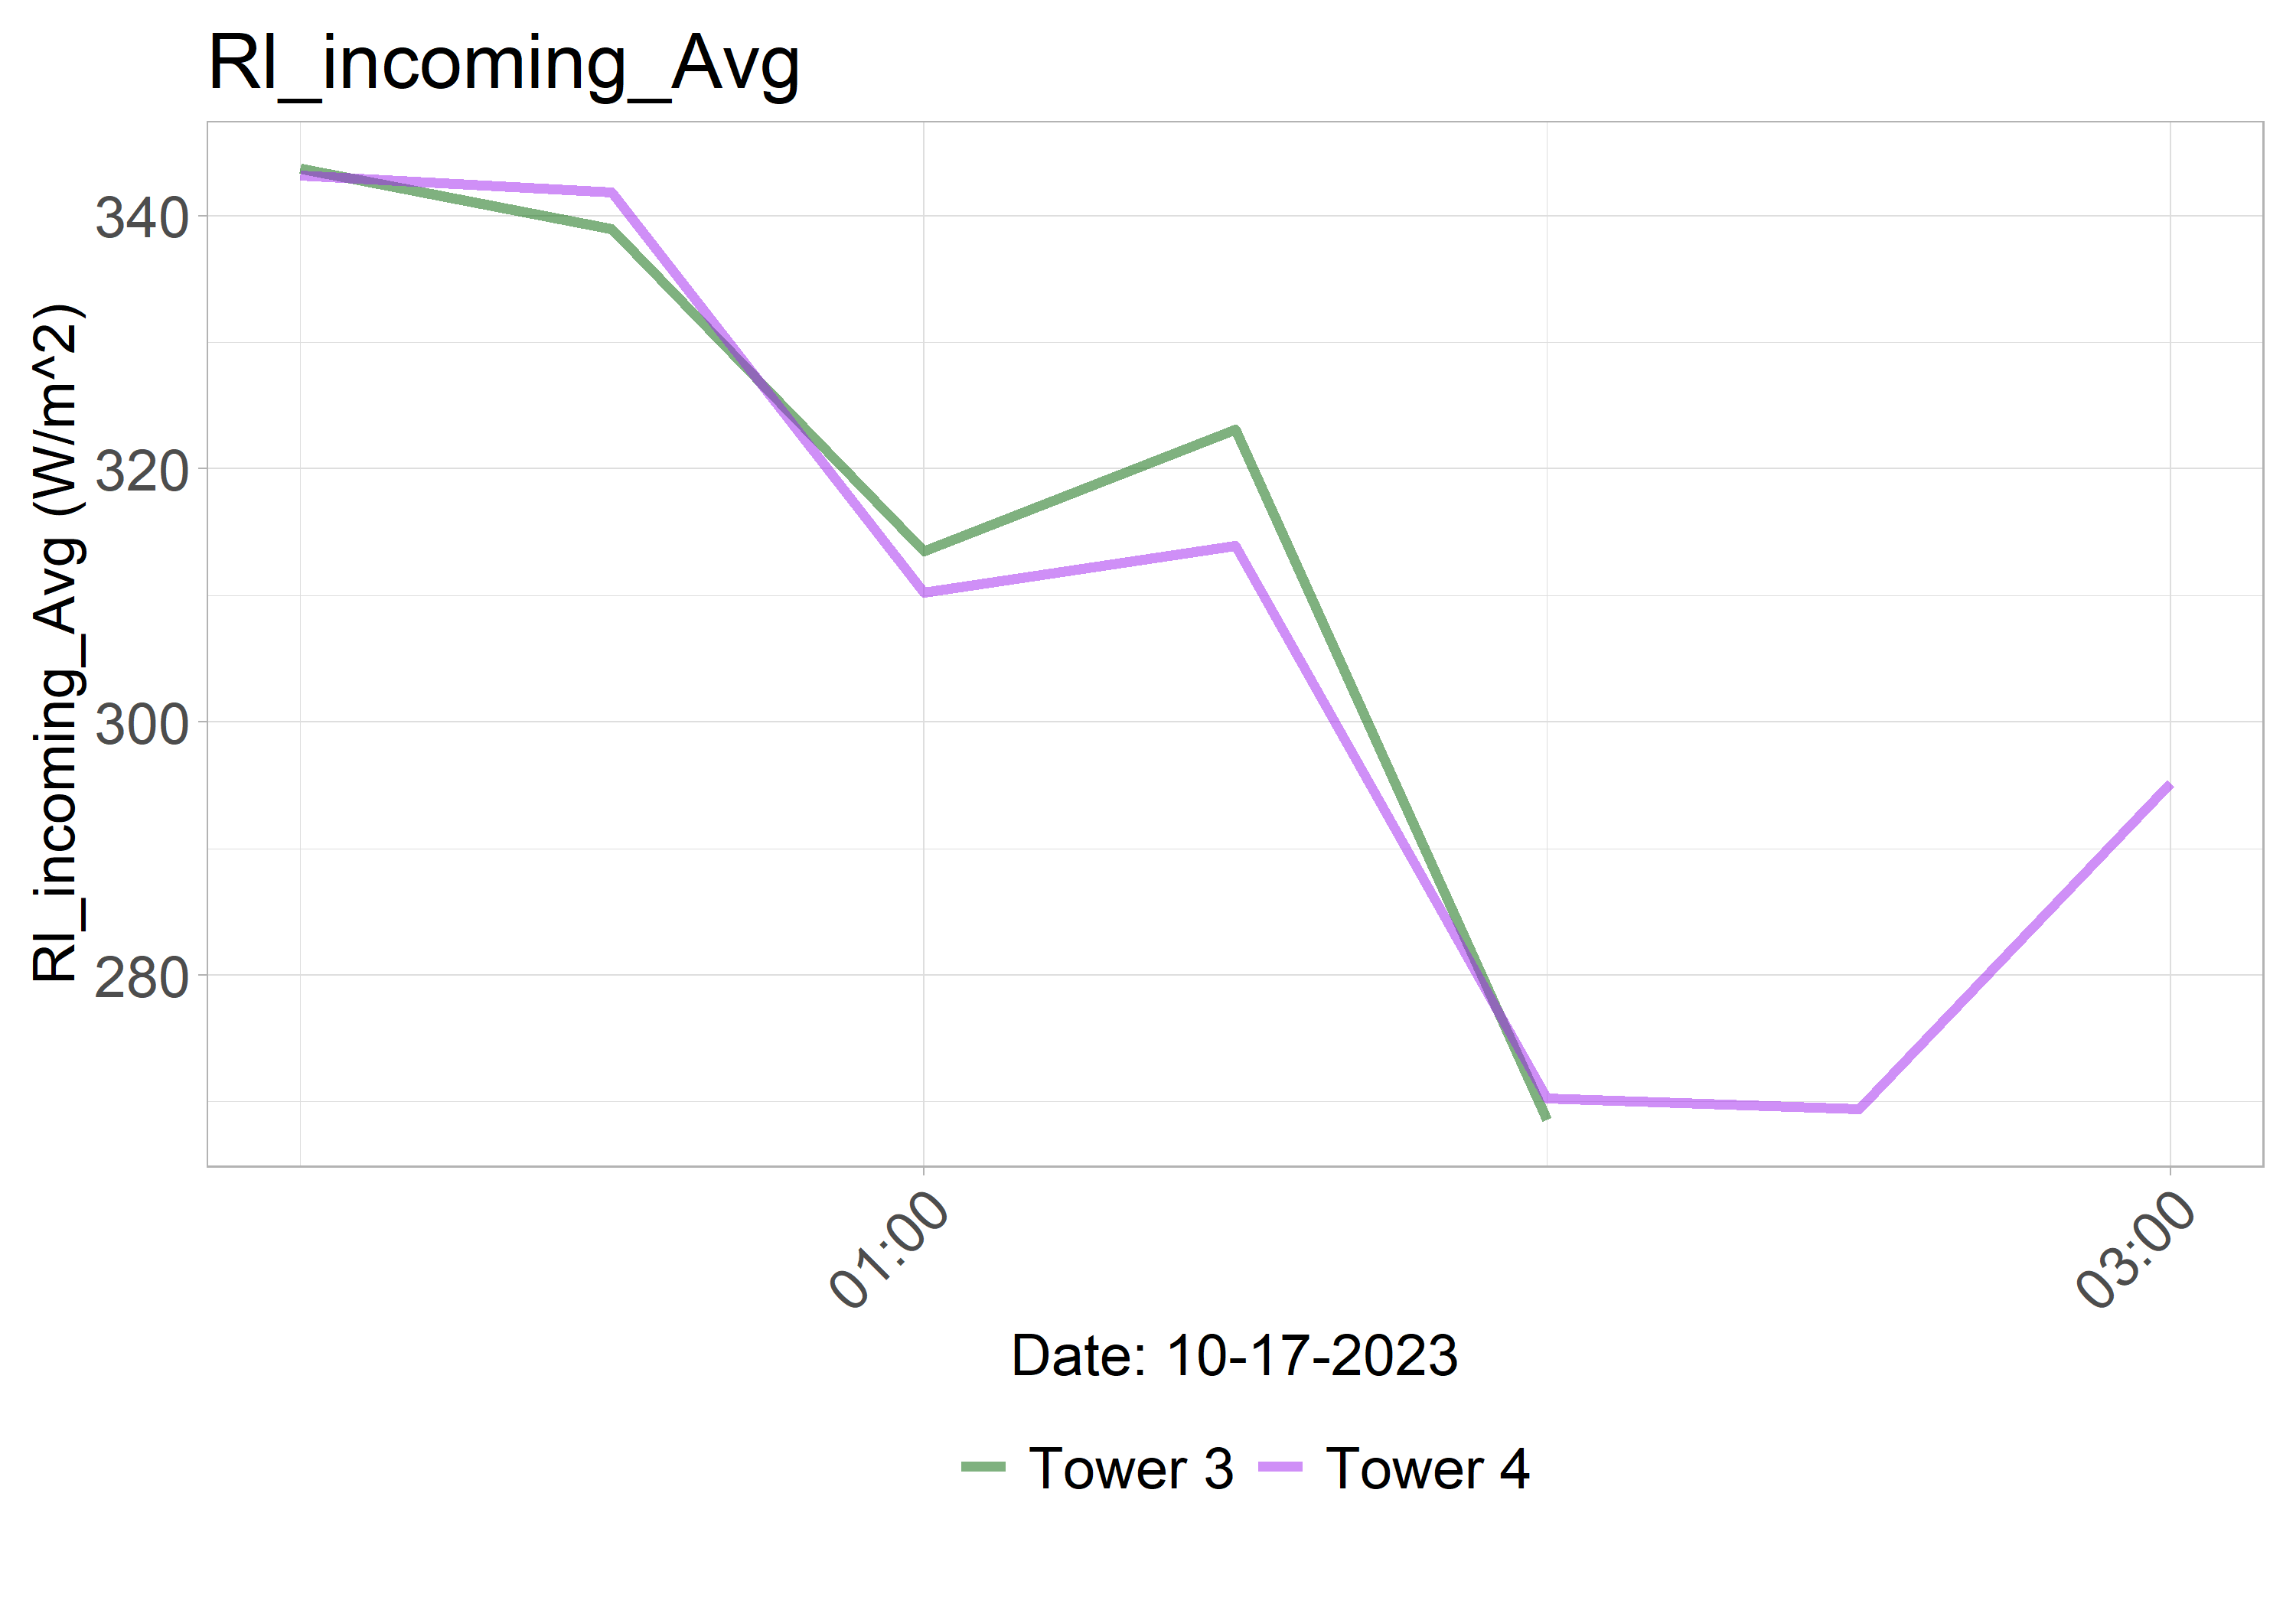 Rl_incoming_Avg
Rl_incoming_Avg (W/m^2)
340
320
300
280
01:00
03:00
Date: 10-17-2023
Tower 3
Tower 4